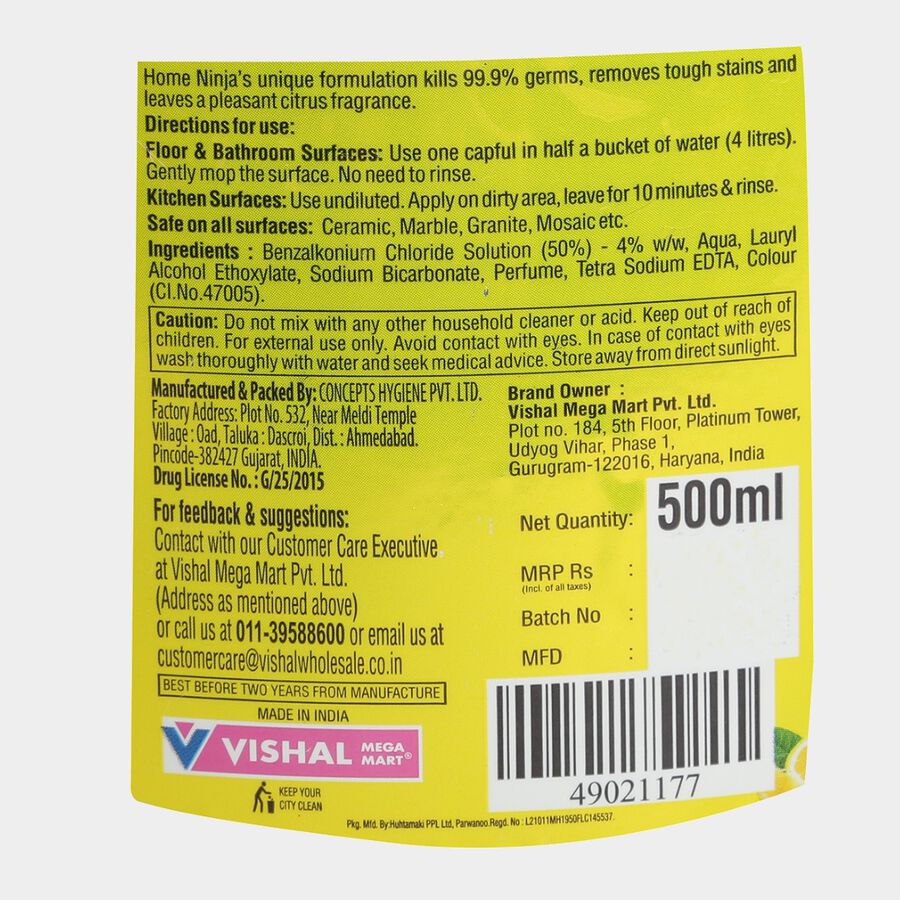 Home Ninja's unique formulation kills 99.9% germs, removes tough stains and
leaves a pleasant citrus fragrance.
Directions for use:
Floor & Bathroom Surfaces: Use one capful in half a bucket of water (4 litres).
Gently mop the surface. No need to rinse.
Kitchen Surfaces: Use undiluted. Apply on dirty area, leave for 10 minutes & rinse.
Safe on all surfaces: Ceramic, Marble, Granite, Mosaic etc.
Ingredients : Benzalkonium Chloride Solution (50%) - 4% w/w, Aqua, Lauryl
Alcohol Ethoxylate, Sodium Bicarbonate, Perfume, Tetra Sodium EDTA, Colour
(CI.No.47005).
Caution: Do not mix with any other household cleaner or acid. Keep out of reach of
children. For external use only. Avoid contact with eyes. In case of contact with eyes
wash thoroughly with water and seek medical advice. Store away from direct sunlight.
Manufactured & Packed By: CONCEPTS HYGIENE PVT. LTD.
Factory Address: Plot No. 532, Near Meldi Temple
Village : Oad, Taluka : Dascroi, Dist. : Ahmedabad.
Pincode-382427 Gujarat, INDIA.
Drug License No. : G/25/2015
Brand Owner :
Vishal Mega Mart Pvt. Ltd.
Plot no. 184, 5th Floor, Platinum Tower,
Udyog Vihar, Phase 1,
Gurugram-122016, Haryana, India
For feedback & suggestions:
Contact with our Customer Care Executive
at Vishal Mega Mart Pvt. Ltd.
(Address as mentioned above)
or call us at 011-39588600 or email us at
customercare@vishalwholesale.co.in
Net Quantity: 500ml
MRP Rs :
(Incl. of all taxes)
Batch No :
MFD :
BEST BEFORE TWO YEARS FROM MANUFACTURE
MADE IN INDIA
VISHAL MEGA MART®
KEEP YOUR
CITY CLEAN
49021177
Pkg. Mfd. By:Huhtamaki PPL Ltd, Parwanoo.Regd. No : L21011MH1950FLC145537.